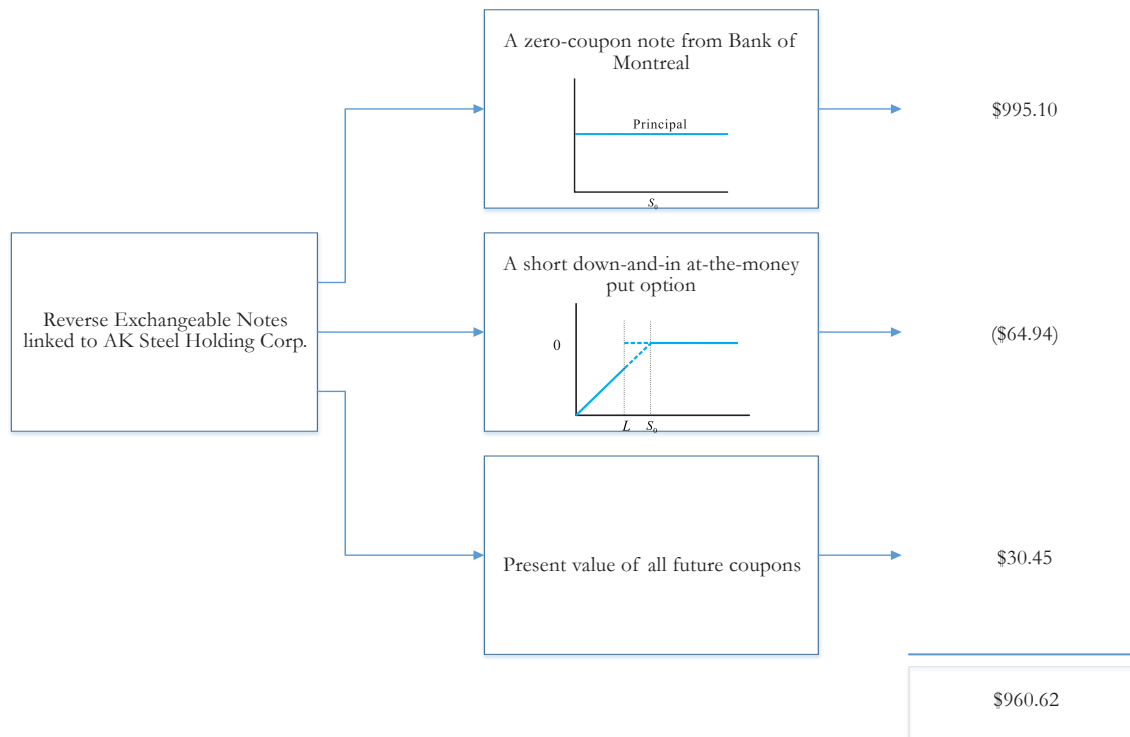 A zero-coupon note from Bank of
Montreal
Principal
S₀
$995.10
Reverse Exchangeable Notes
linked to AK Steel Holding Corp.
A short down-and-in at-the-money
put option
0
L S₀
($64.94)
Present value of all future coupons
$30.45
$960.62